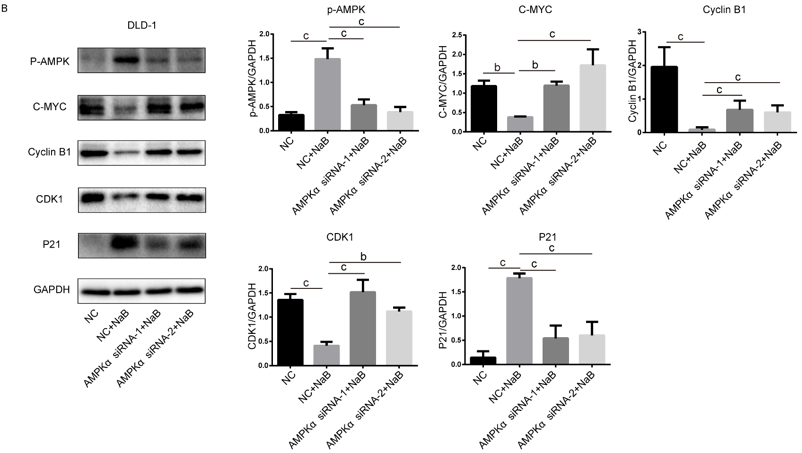 B
DLD-1
P-AMPK
C-MYC
Cyclin B1
CDK1
P21
GAPDH
NC
NC+NaB
AMPKα siRNA-1+NaB
AMPKα siRNA-2+NaB
p-AMPK
p-AMPK/GAPDH
2.0
1.5
1.0
0.5
0.0
c
c
c
NC
NC+NaB
AMPKα siRNA-1+NaB
AMPKα siRNA-2+NaB
C-MYC
C-MYC/GAPDH
2.5
2.0
1.5
1.0
0.5
0.0
c
b
b
NC
NC+NaB
AMPKα siRNA-1+NaB
AMPKα siRNA-2+NaB
Cyclin B1
Cyclin B1/GAPDH
3
2
1
0
c
c
c
NC
NC+NaB
AMPKα siRNA-1+NaB
AMPKα siRNA-2+NaB
CDK1
CDK1/GAPDH
2.0
1.5
1.0
0.5
0.0
b
c
c
NC
NC+NaB
AMPKα siRNA-1+NaB
AMPKα siRNA-2+NaB
P21
P21/GAPDH
2.0
1.5
1.0
0.5
0.0
c
c
c
NC
NC+NaB
AMPKα siRNA-1+NaB
AMPKα siRNA-2+NaB